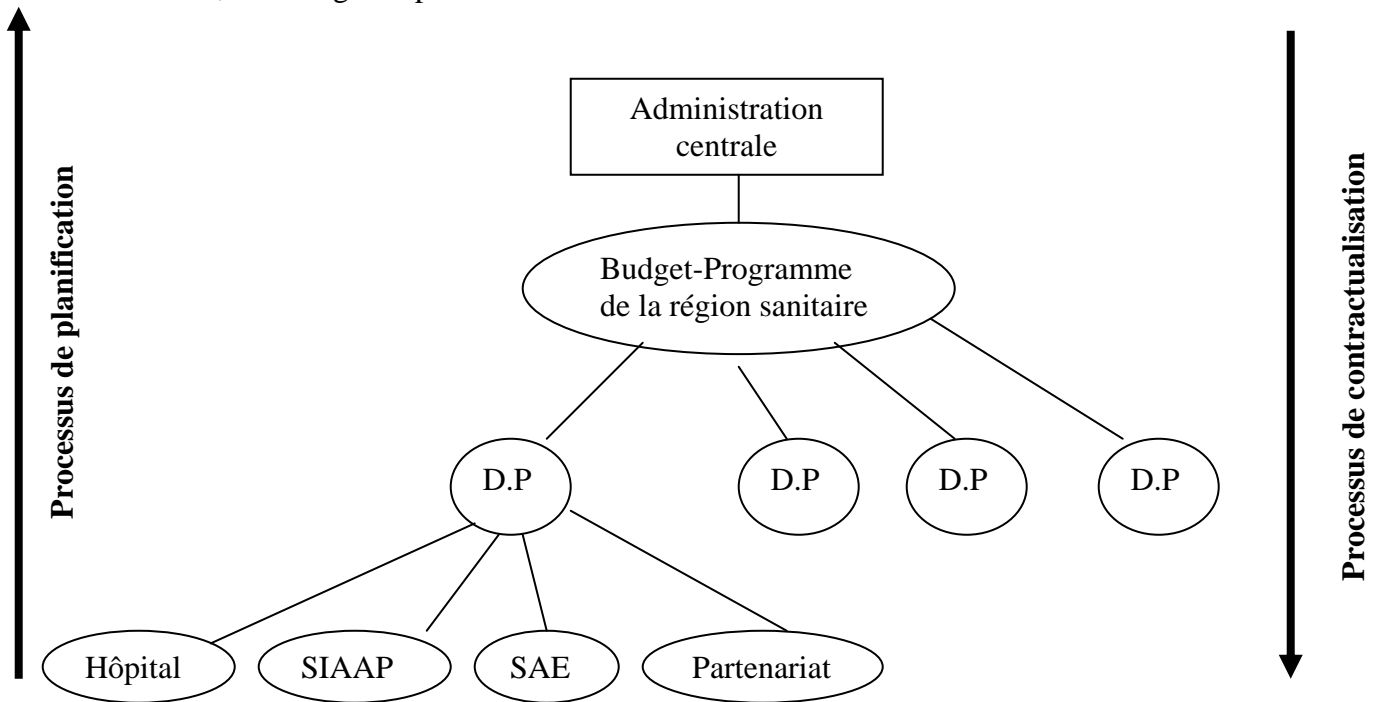 Administration
centrale
Processus de planification
Processus de contractualisation
Budget-Programme
de la région sanitaire
D.P
D.P
D.P
D.P
Hôpital
SIAAP
SAE
Partenariat